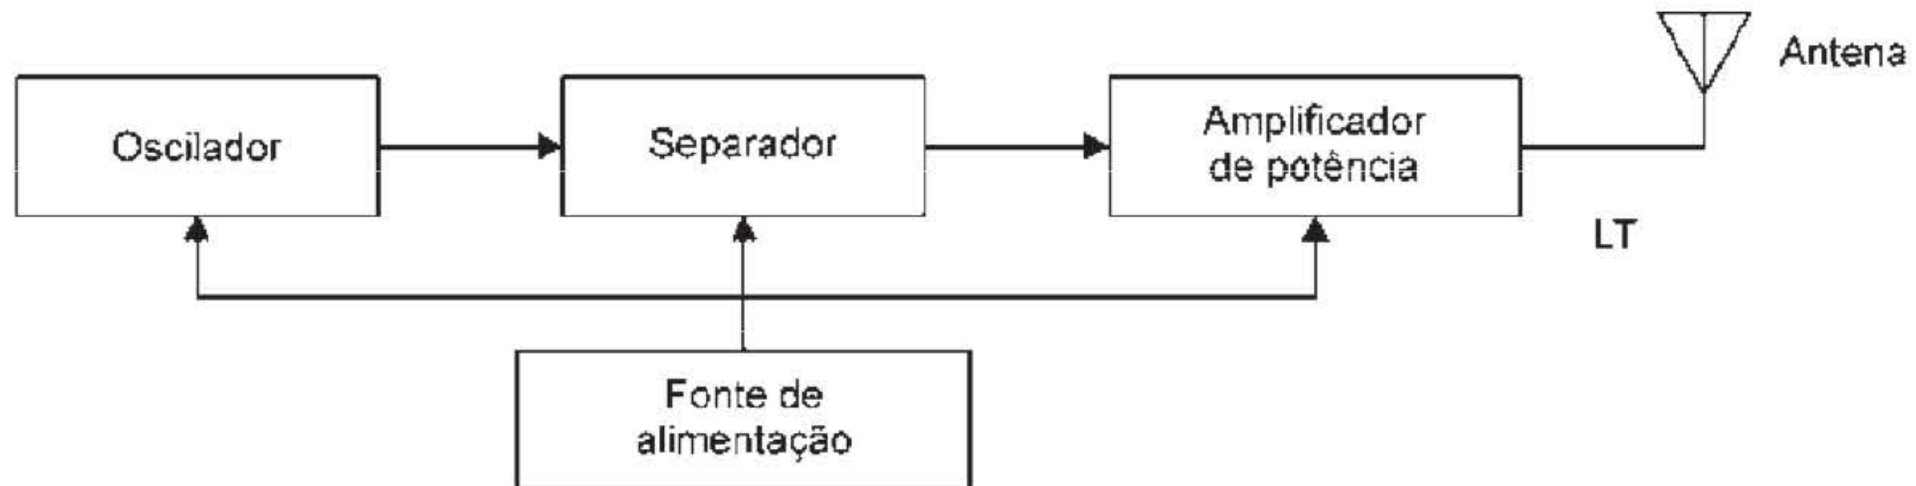 Antena
Oscilador
Separador
Amplificador
de potência
LT
Fonte de
alimentação